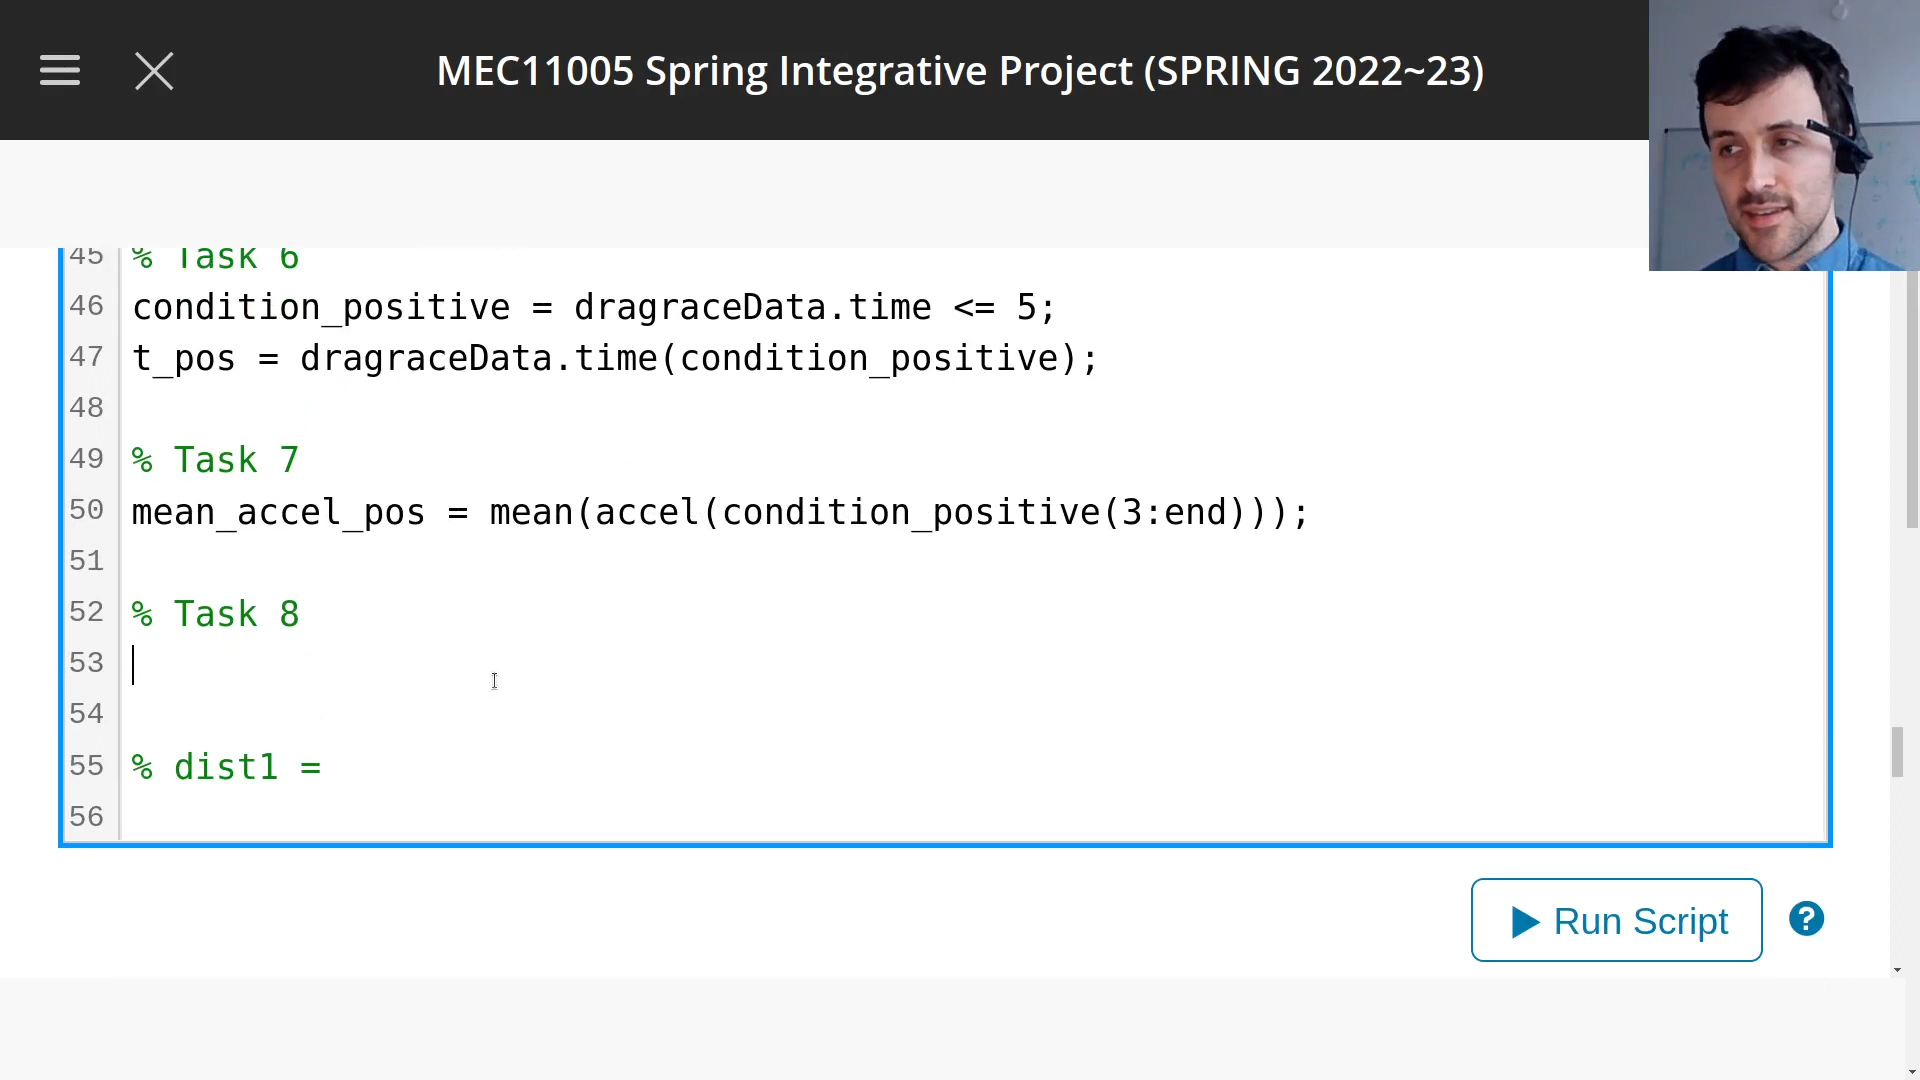 MEC11005 Spring Integrative Project (SPRING 2022~23)
45 % Task 6
46 condition_positive = dragraceData.time <= 5;
47 t_pos = dragraceData.time(condition_positive);
48
49 % Task 7
50 mean_accel_pos = mean(accel(condition_positive(3:end)));
51
52 % Task 8
53
54
55 % dist1 =
56
Run Script ?